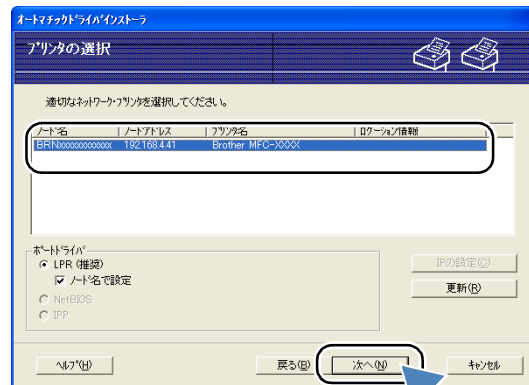 オートマチックドライバインストーラ
プリンタの選択
適切なネットワーク・プリンタを選択してください。
ノード名 ノードアドレス プリンタ名 ロケーション情報
BRNxxxxxxxxxxxx 192.168.4.41 Brother MFC-XXXX
ポートドライバ
LPR (推奨)
ノード名で設定
NetBIOS
IPP
IPの設定(C)
更新(R)
ヘルプ(H) 戻る(B) 次へ(N) キャンセル